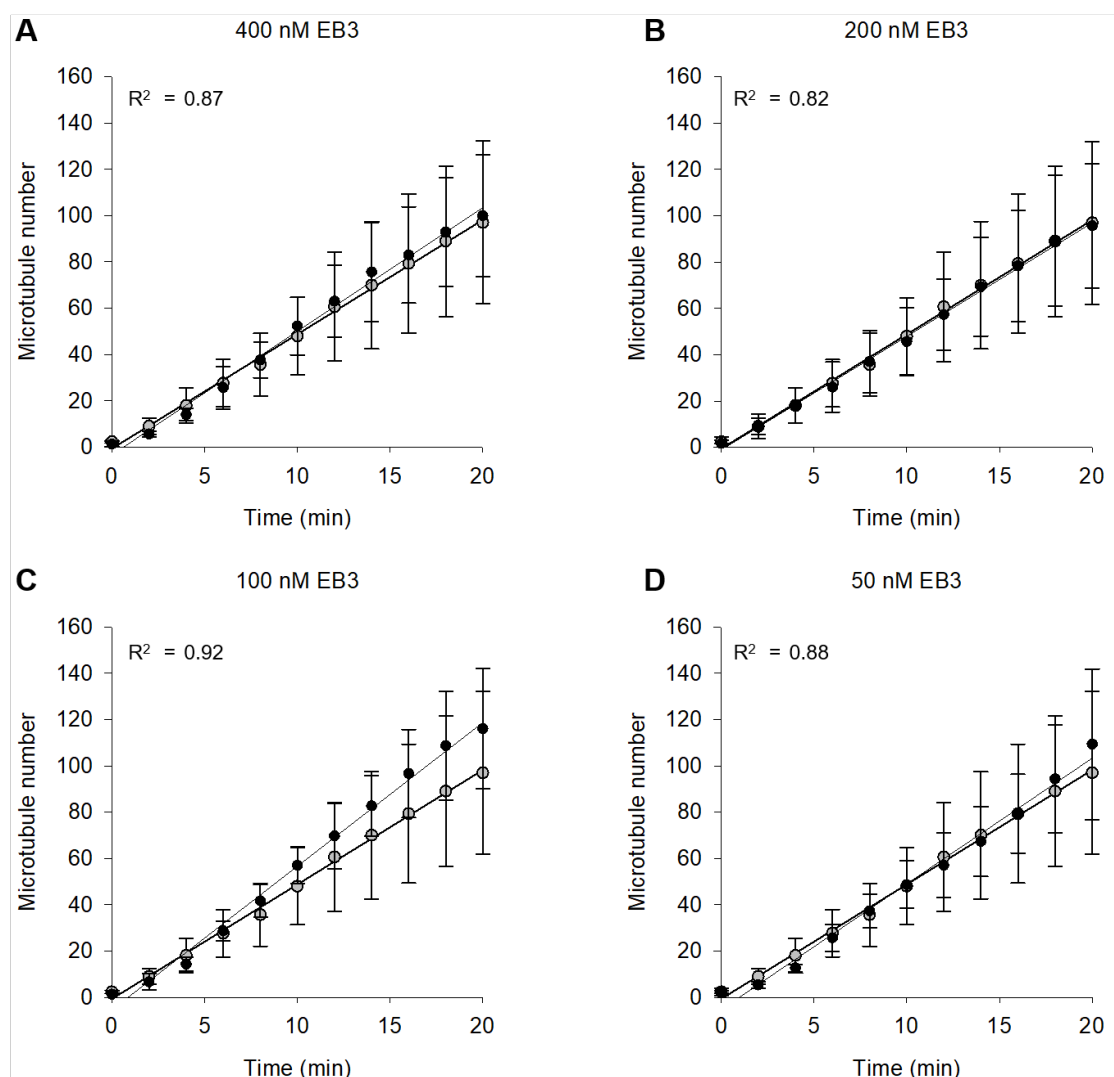 A
400 nM EB3
R² = 0.87
Microtubule number
160
140
120
100
80
60
40
20
0
0 5 10 15 20
Time (min)
B
200 nM EB3
R² = 0.82
Microtubule number
160
140
120
100
80
60
40
20
0
0 5 10 15 20
Time (min)
C
100 nM EB3
R² = 0.92
Microtubule number
160
140
120
100
80
60
40
20
0
0 5 10 15 20
Time (min)
D
50 nM EB3
R² = 0.88
Microtubule number
160
140
120
100
80
60
40
20
0
0 5 10 15 20
Time (min)